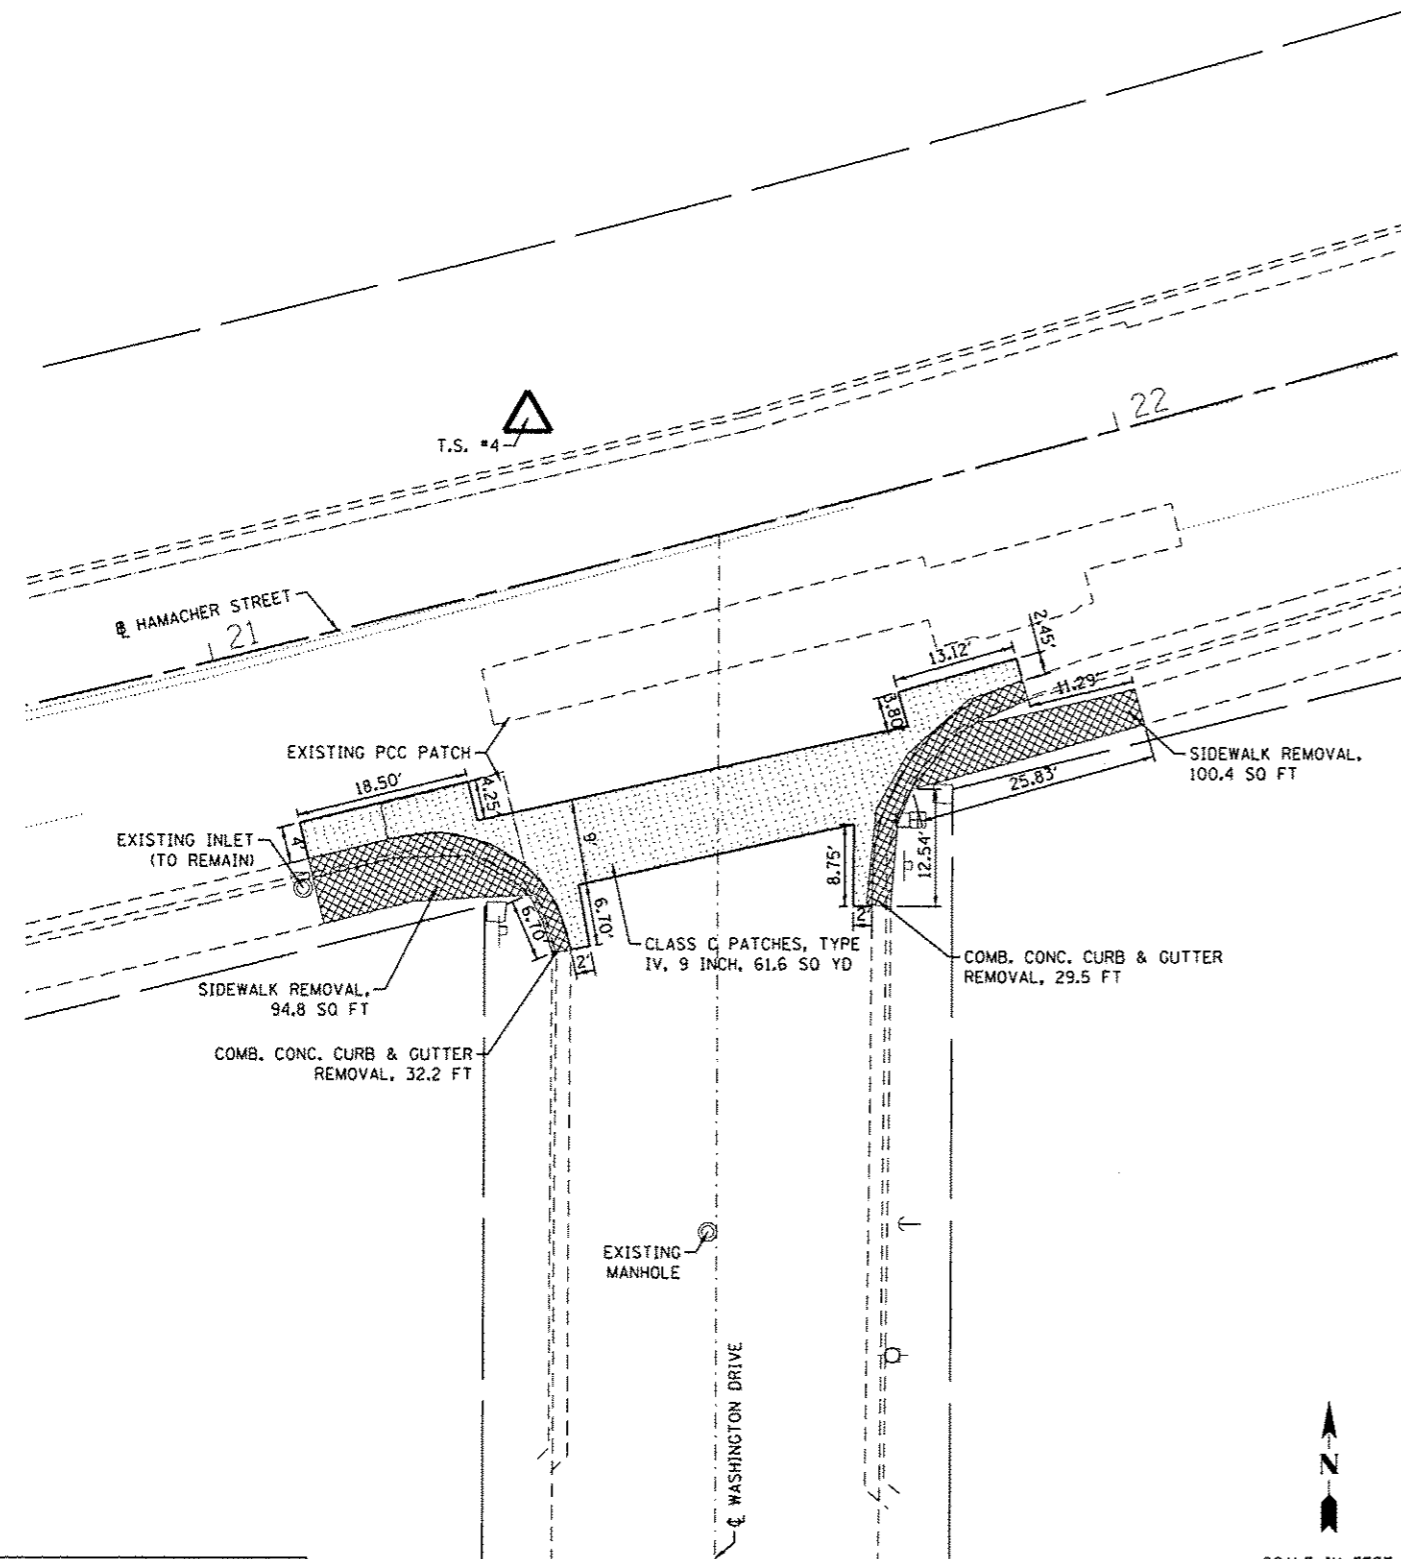 22
T.S. #4
℄ HAMACHER STREET
21
2.45'
13.12'
11.29'
3.80'
EXISTING PCC PATCH
SIDEWALK REMOVAL,
100.4 SQ FT
18.50'
4.25'
25.83'
EXISTING INLET
(TO REMAIN)
4'
9'
8.75'
12.54'
6.70'
6.70'
2'
2'
CLASS C PATCHES, TYPE
IV, 9 INCH, 61.6 SQ YD
COMB. CONC. CURB & GUTTER
REMOVAL, 29.5 FT
SIDEWALK REMOVAL,
94.8 SQ FT
COMB. CONC. CURB & GUTTER
REMOVAL, 32.2 FT
EXISTING
MANHOLE
℄ WASHINGTON DRIVE
N